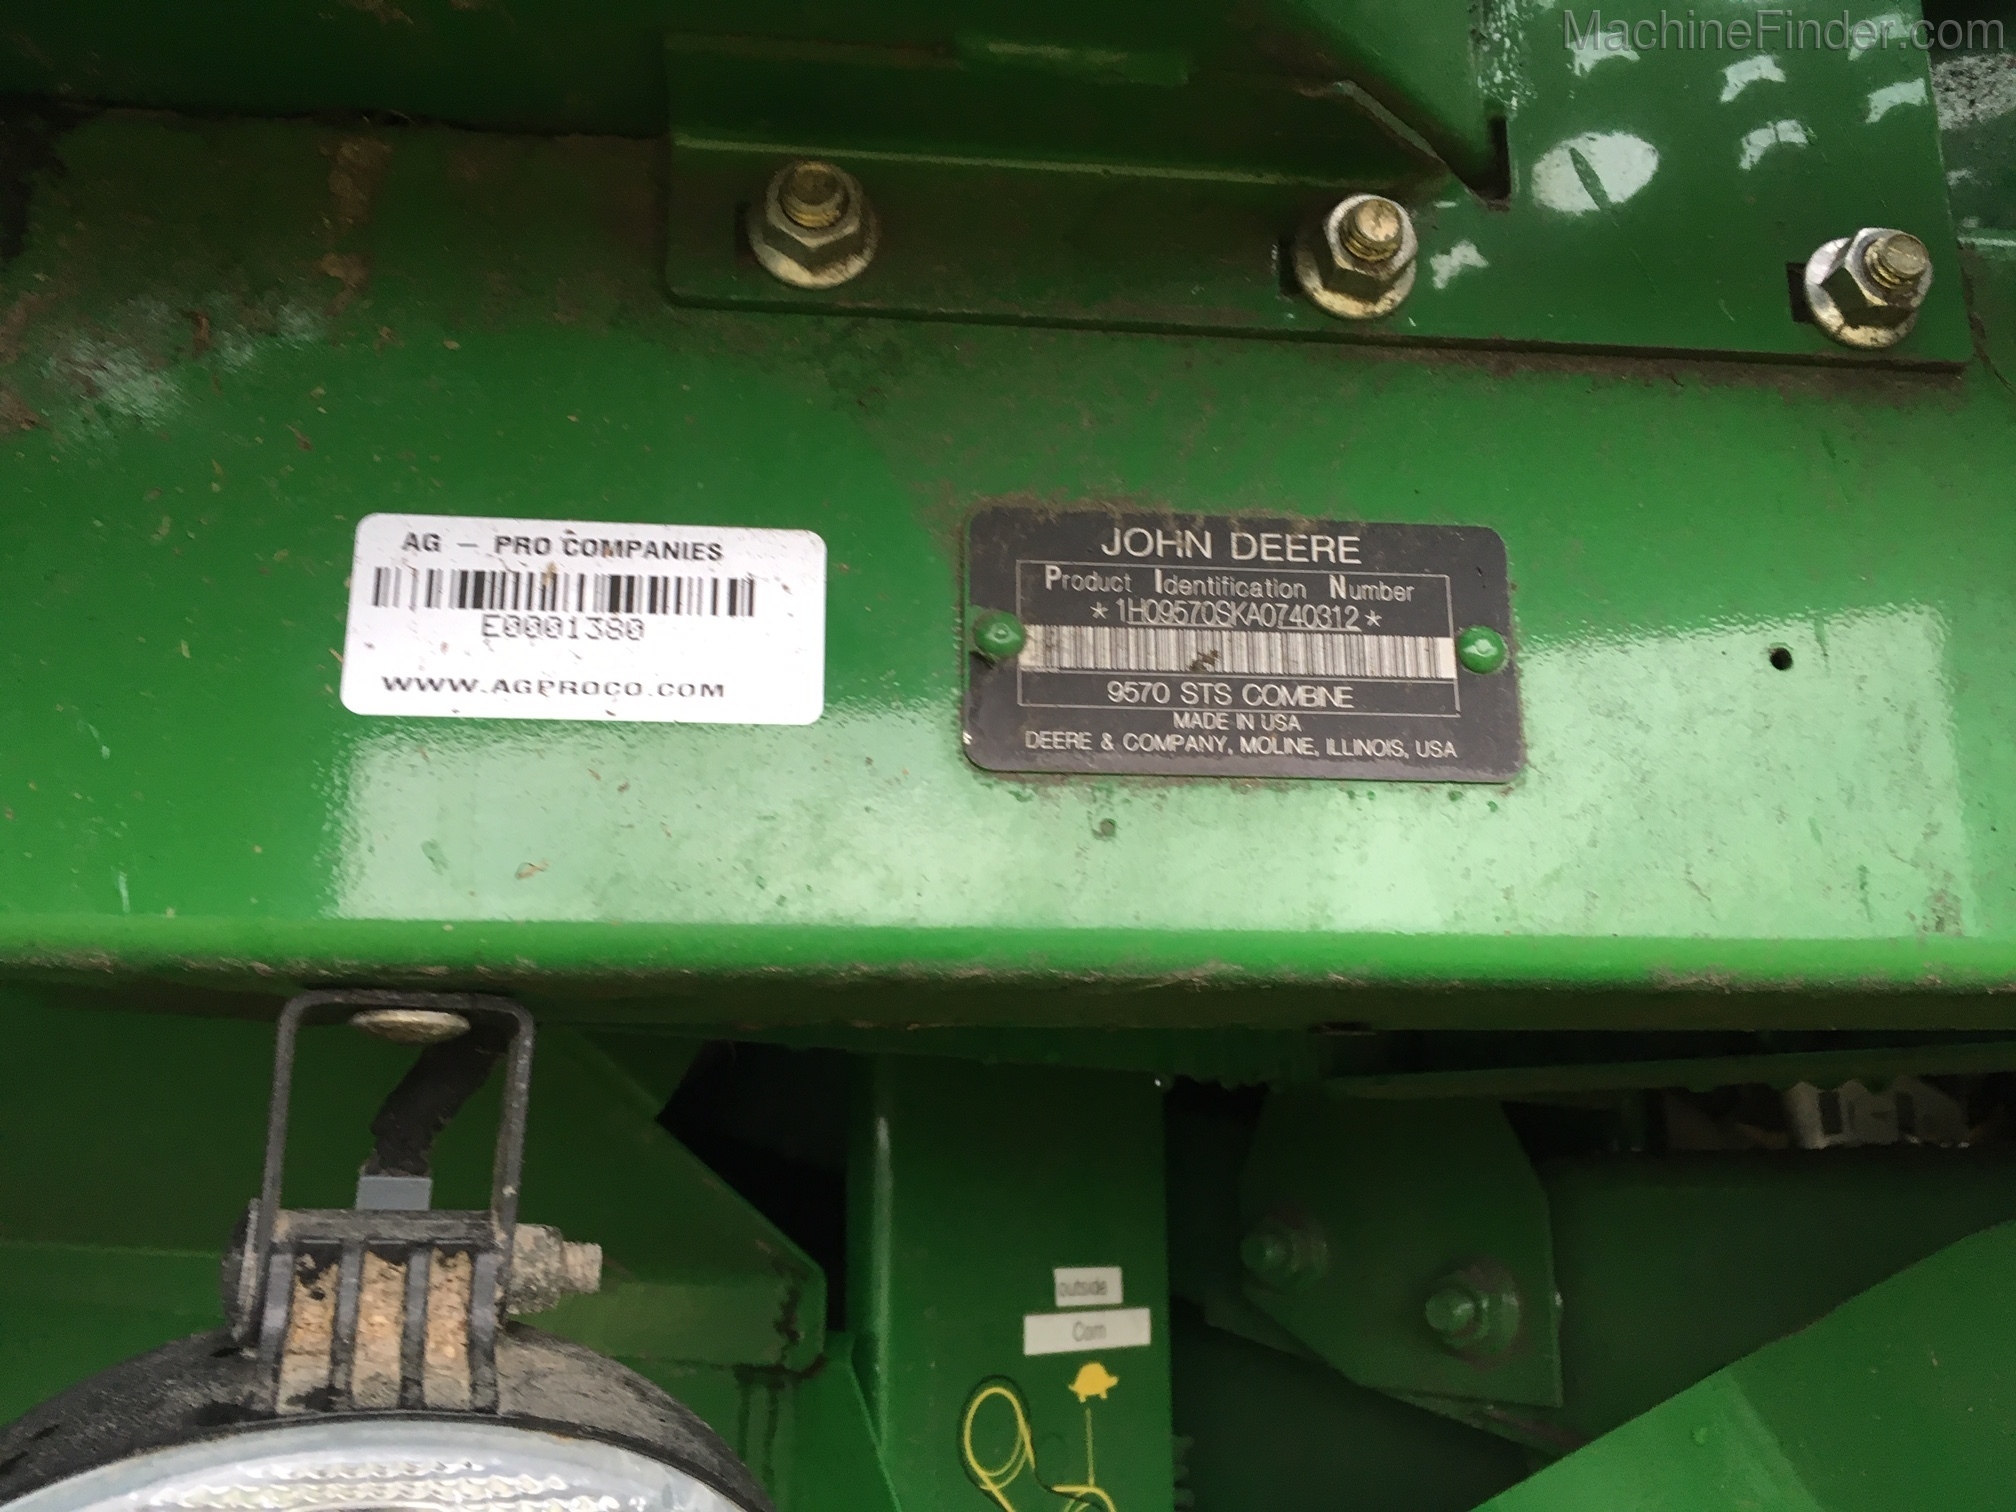 MachineFinder.com
AG - PRO COMPANIES
E0001380
WWW.AGPROCO.COM
JOHN DEERE
Product Identification Number
*1H09570SKA0740312*
9570 STS COMBINE
MADE IN USA
DEERE & COMPANY, MOLINE, ILLINOIS, USA
outside
Corn